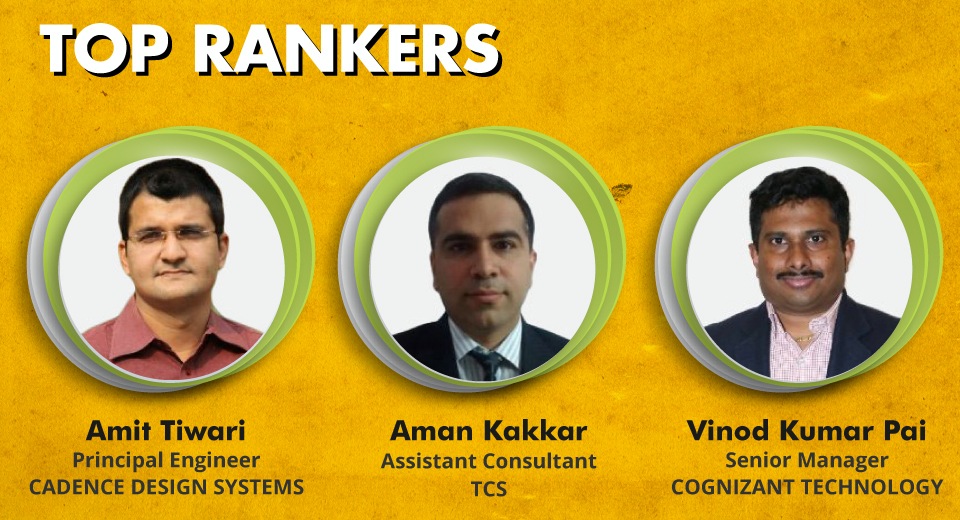 TOP RANKERS
Amit Tiwari
Principal Engineer
CADENCE DESIGN SYSTEMS
Aman Kakkar
Assistant Consultant
TCS
Vinod Kumar Pai
Senior Manager
COGNIZANT TECHNOLOGY